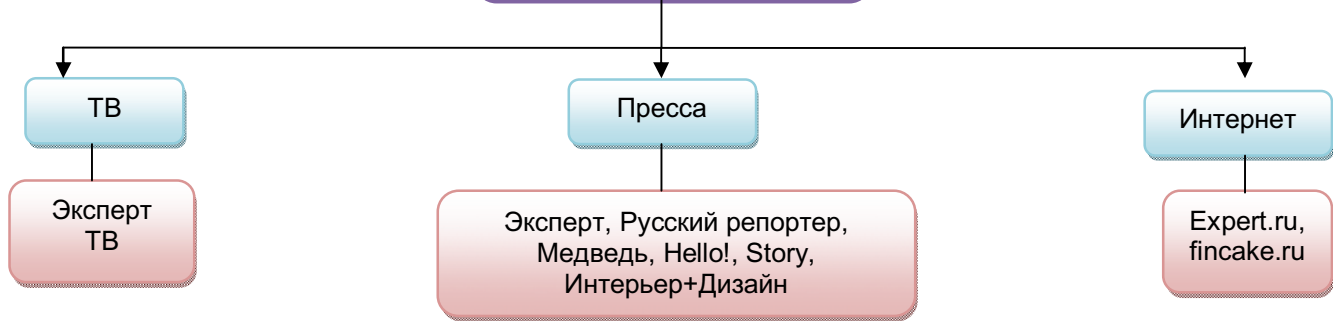 ТВ
Пресса
Интернет
Эксперт
ТВ
Эксперт, Русский репортер,
Медведь, Hello!, Story,
Интерьер+Дизайн
Expert.ru,
fincake.ru